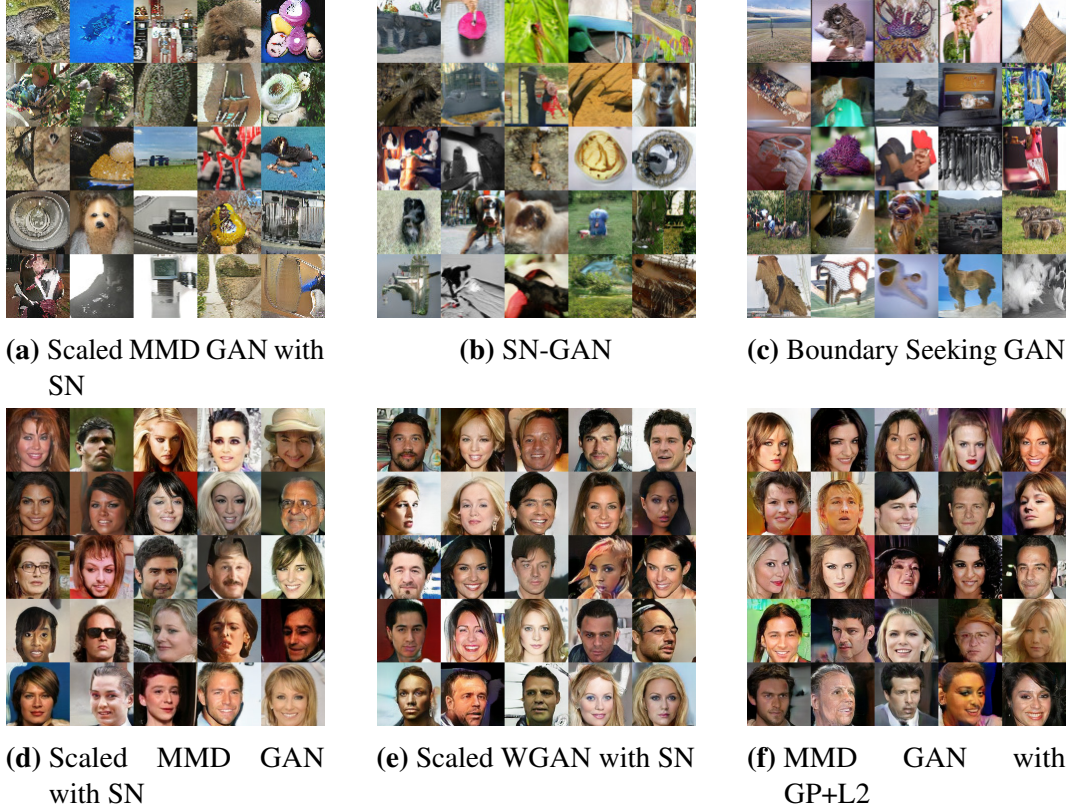 (a) Scaled MMD GAN with
SN
(b) SN-GAN
(c) Boundary Seeking GAN
(d) Scaled MMD GAN
with SN
(e) Scaled WGAN with SN
(f) MMD GAN with
GP+L2